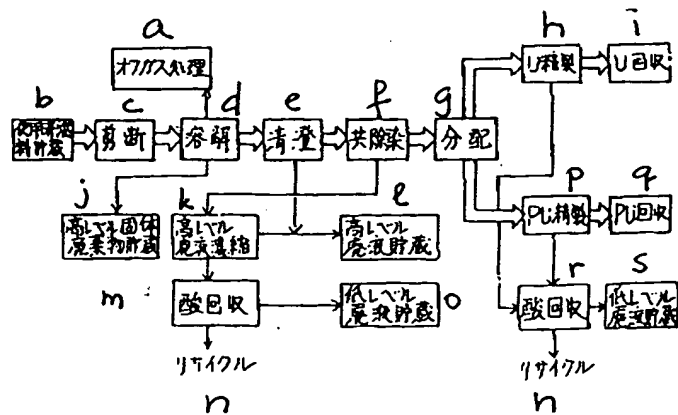 a
h
i
オフガス処理
U精製
U回収
b
c
d
e
f
g
使用済燃
料貯蔵
剪断
溶解
清澄
共除染
分配
j
k
l
p
q
高レベル固体
廃棄物貯蔵
高レベル
廃液濃縮
高レベル
廃液貯蔵
Pu精製
Pu回収
m
酸回収
低レベル
廃液貯蔵
o
r
s
酸回収
低レベル
廃液貯蔵
リサイクル
リサイクル
n
n